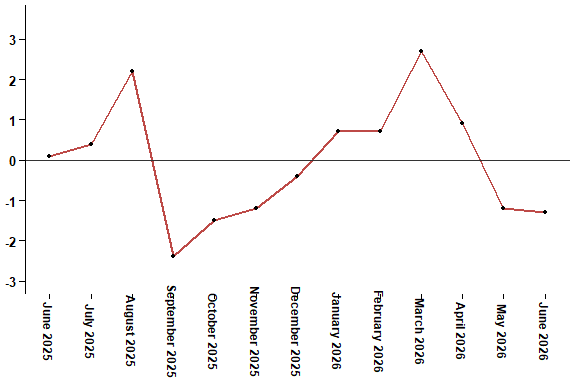 3
2
1
0
-1
-2
-3
June 2025
July 2025
August 2025
September 2025
October 2025
November 2025
December 2025
January 2026
February 2026
March 2026
April 2026
May 2026
June 2026